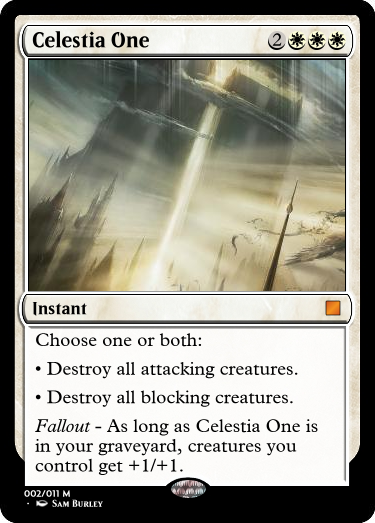 Celestia One
2
Instant
Choose one or both:
• Destroy all attacking creatures.
• Destroy all blocking creatures.
Fallout - As long as Celestia One is
in your graveyard, creatures you
control get +1/+1.
002/011 M
· Sam Burley